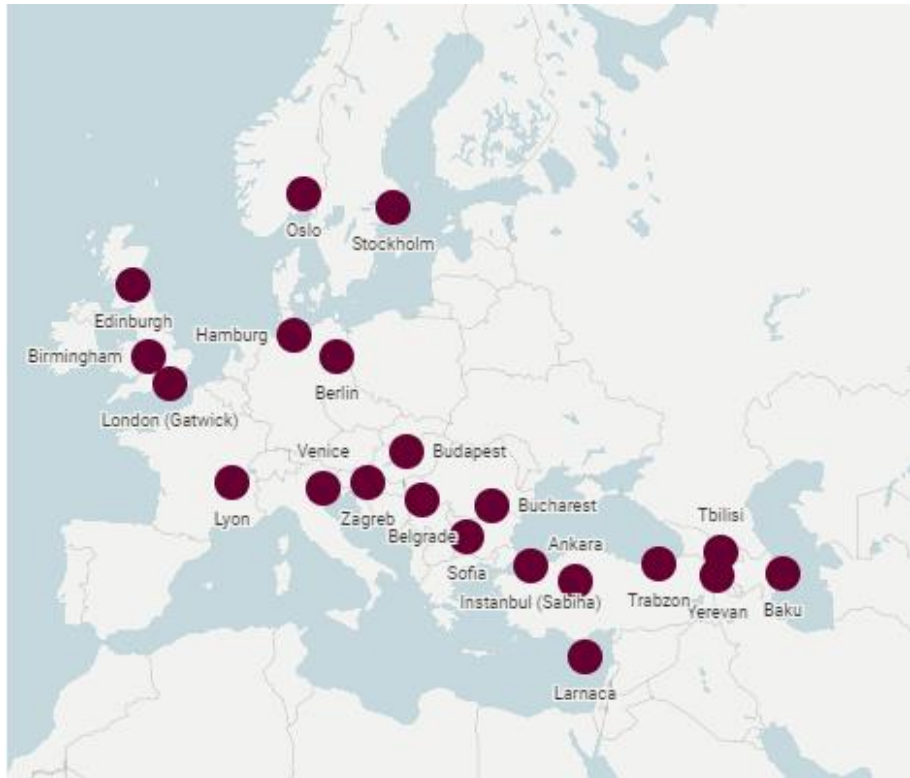 Oslo
Stockholm
Edinburgh
Hamburg
Birmingham
Berlin
London (Gatwick)
Venice
Budapest
Lyon
Zagreb
Bucharest
Belgrade
Tbilisi
Ankara
Sofia
Instanbul (Sabiha)
Trabzon
Yerevan
Baku
Larnaca